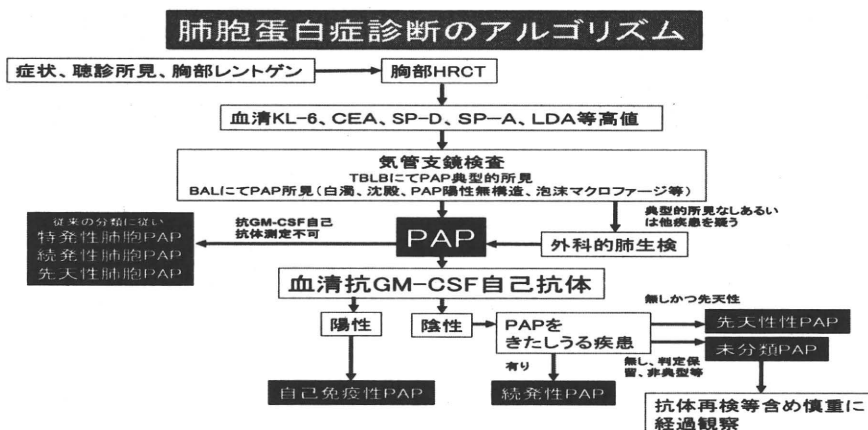 肺胞蛋白症診断のアルゴリズム
症状、聴診所見、胸部レントゲン
胸部HRCT
血清KL-6、CEA、SP-D、SP-A、LDA等高値
気管支鏡検査
TBLBにてPAP典型的所見
BALにてPAP所見（白濁、沈殿、PAP陽性無構造、泡沫マクロファージ等）
従来の分類に従い
特発性肺胞PAP
続発性肺胞PAP
先天性肺胞PAP
抗GM-CSF自己
抗体測定不可
PAP
典型的所見なしあるい
は他疾患を疑う
外科的肺生検
血清抗GM-CSF自己抗体
陽性
陰性
PAPを
きたしうる疾患
無しかつ先天性
先天性性PAP
未分類PAP
有り
無し、判定保
留、非典型等
自己免疫性PAP
続発性PAP
抗体再検等含め慎重に
経過観察